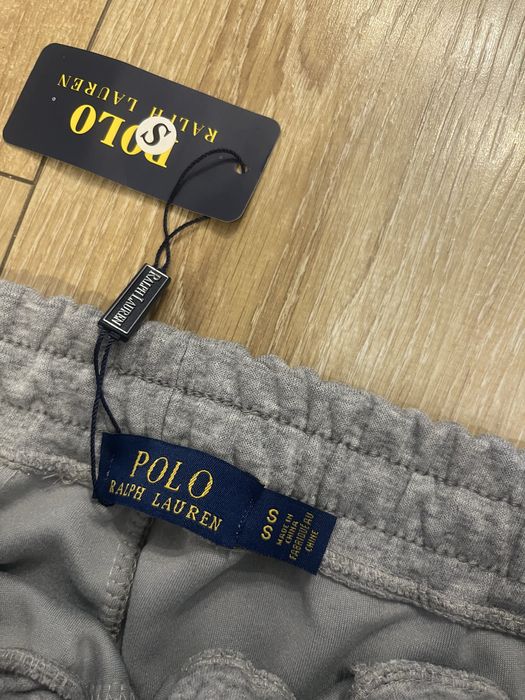 POLO
RALPH LAUREN
S
RALPH LAUREN
POLO
RALPH LAUREN
S
S
MADE IN
CHINA
FABRIQUÉ AU
CHINE